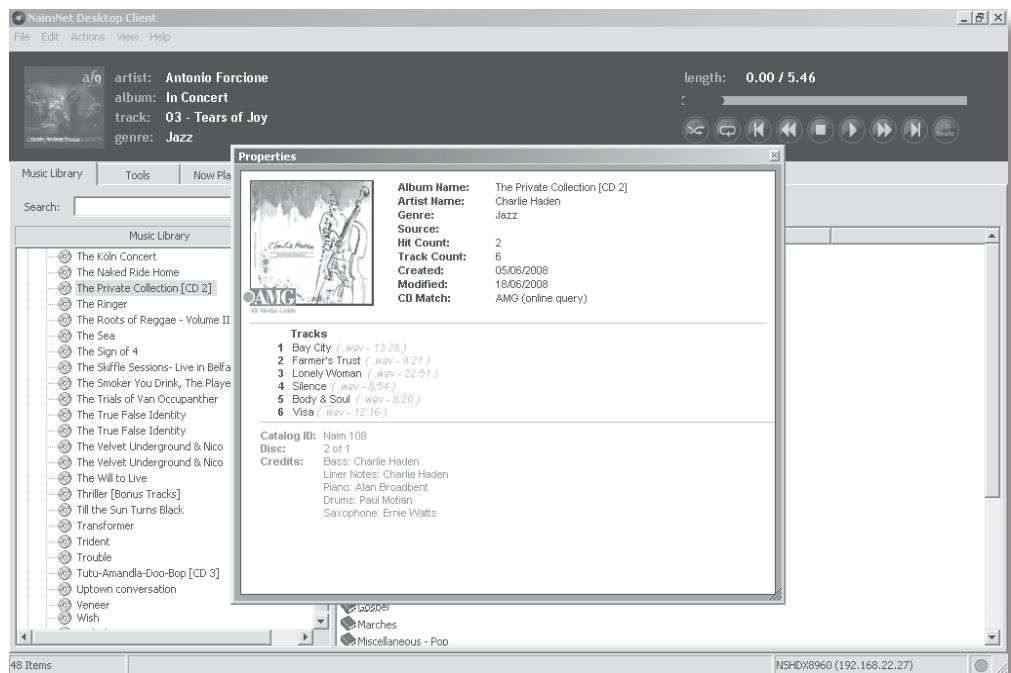 NaimNet Desktop Client
File Edit Actions View Help
afq
artist: Antonio Forcione
album: In Concert
track: 03 - Tears of Joy
genre: Jazz
length: 0.00 / 5.46
Music Library Tools Now Pla
Search:
Music Library
The Köln Concert
The Naked Ride Home
The Private Collection [CD 2]
The Ringer
The Roots of Reggae - Volume II
The Sea
The Sign of 4
The Skiffle Sessions- Live in Belfa
The Smoker You Drink, The Playe
The Trials of Van Occupanther
The True False Identity
The True False Identity
The Velvet Underground & Nico
The Velvet Underground & Nico
The Will to Live
Thriller [Bonus Tracks]
Till the Sun Turns Black
Transformer
Trident
Trouble
Tutu-Amandla-Doo-Bop [CD 3]
Uptown conversation
Veneer
Wish
Properties
Charlie Haden
AMG
All Media Guide
Album Name: The Private Collection [CD 2]
Artist Name: Charlie Haden
Genre: Jazz
Source:
Hit Count: 2
Track Count: 6
Created: 05/06/2008
Modified: 18/06/2008
CD Match: AMG (online query)
Tracks
1 Bay City ( .wav - 13:28 )
2 Farmer's Trust ( .wav - 9:21 )
3 Lonely Woman ( .wav - 22:51 )
4 Silence ( .wav - 8:54 )
5 Body & Soul ( .wav - 8:20 )
6 Visa ( .wav - 12:16 )
Catalog ID: Naim 108
Disc: 2 of 1
Credits: Bass: Charlie Haden
Liner Notes: Charlie Haden
Piano: Alan Broadbent
Drums: Paul Motian
Saxophone: Ernie Watts
Gospel
Marches
Miscellaneous - Pop
48 Items
NSHDX8960 (192.168.22.27)